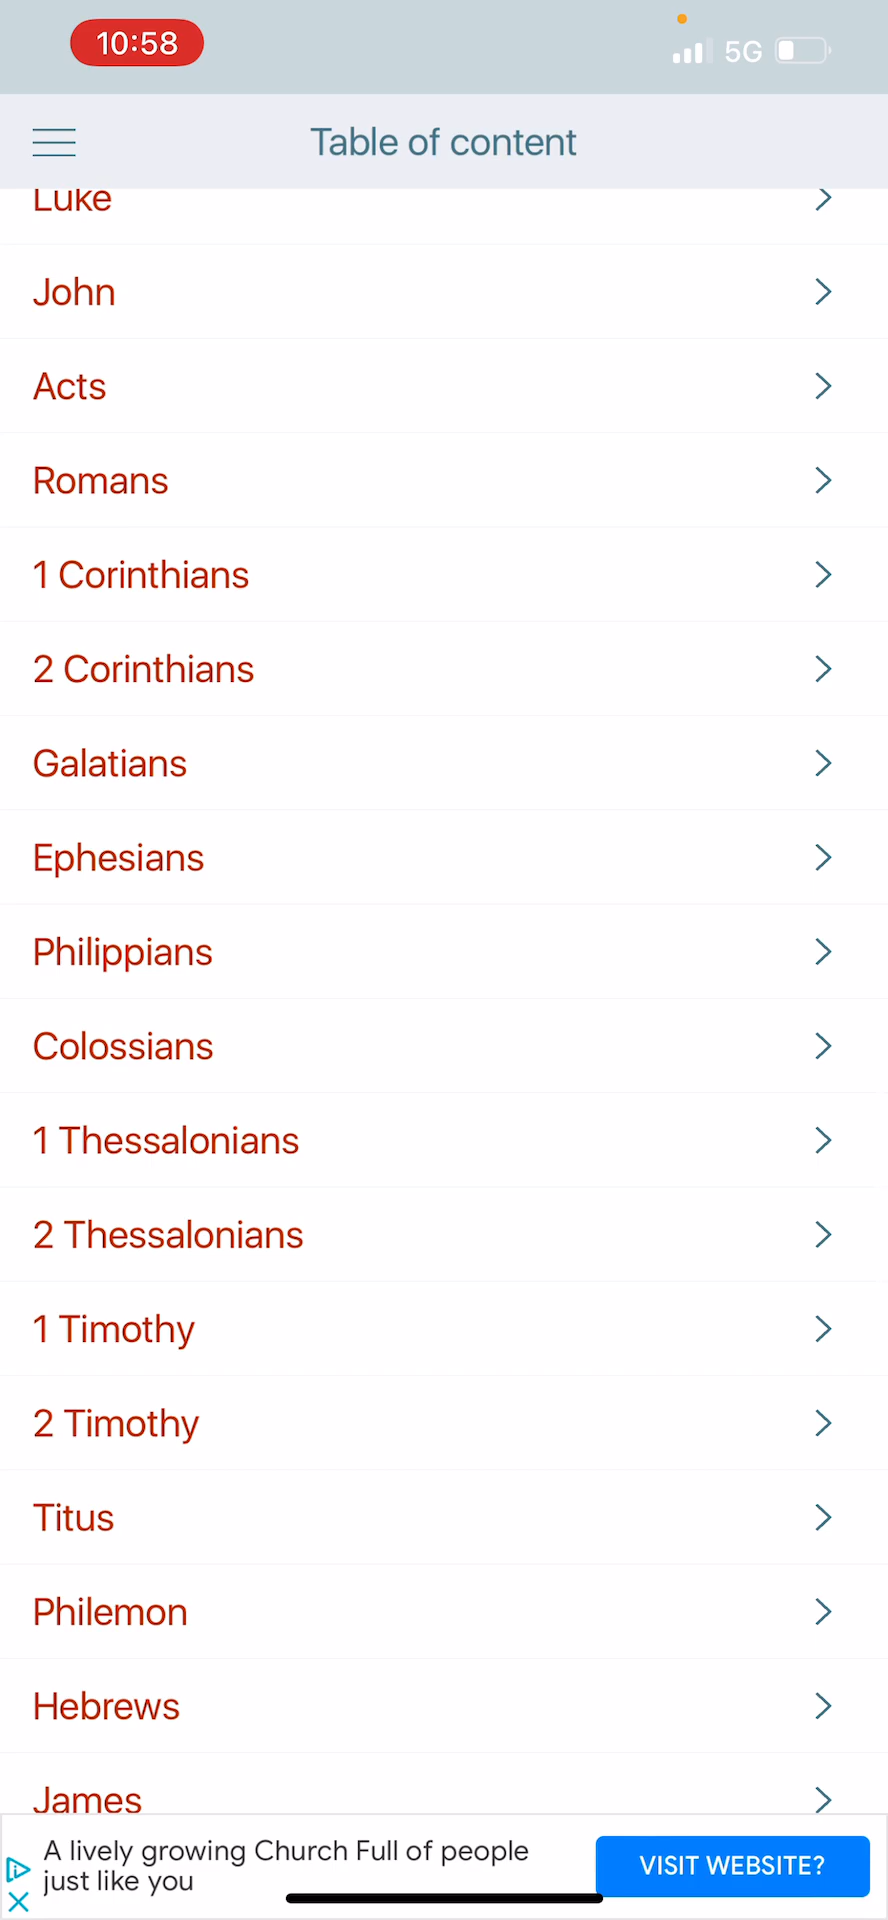 10:58
5G
Table of content
Luke
John
Acts
Romans
1 Corinthians
2 Corinthians
Galatians
Ephesians
Philippians
Colossians
1 Thessalonians
2 Thessalonians
1 Timothy
2 Timothy
Titus
Philemon
Hebrews
James
A lively growing Church Full of people
just like you
VISIT WEBSITE?